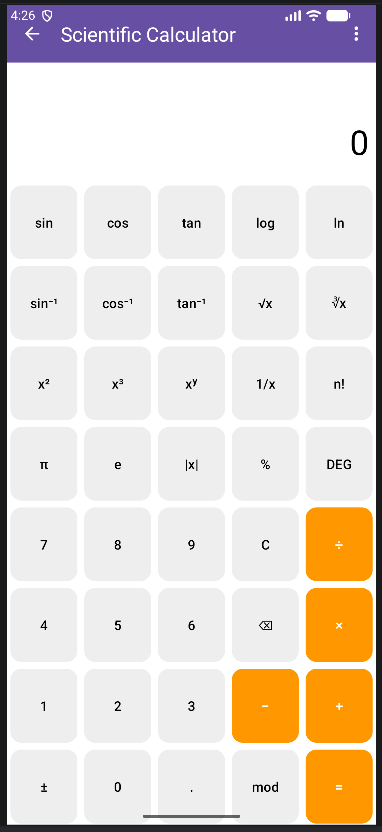 4:26
Scientific Calculator
0
sin cos tan log ln
sin⁻¹ cos⁻¹ tan⁻¹ √x ∛x
x² x³ xʸ 1/x n!
π e |x| % DEG
7 8 9 C ÷
4 5 6 ⌫ ×
1 2 3 − +
± 0 . mod =